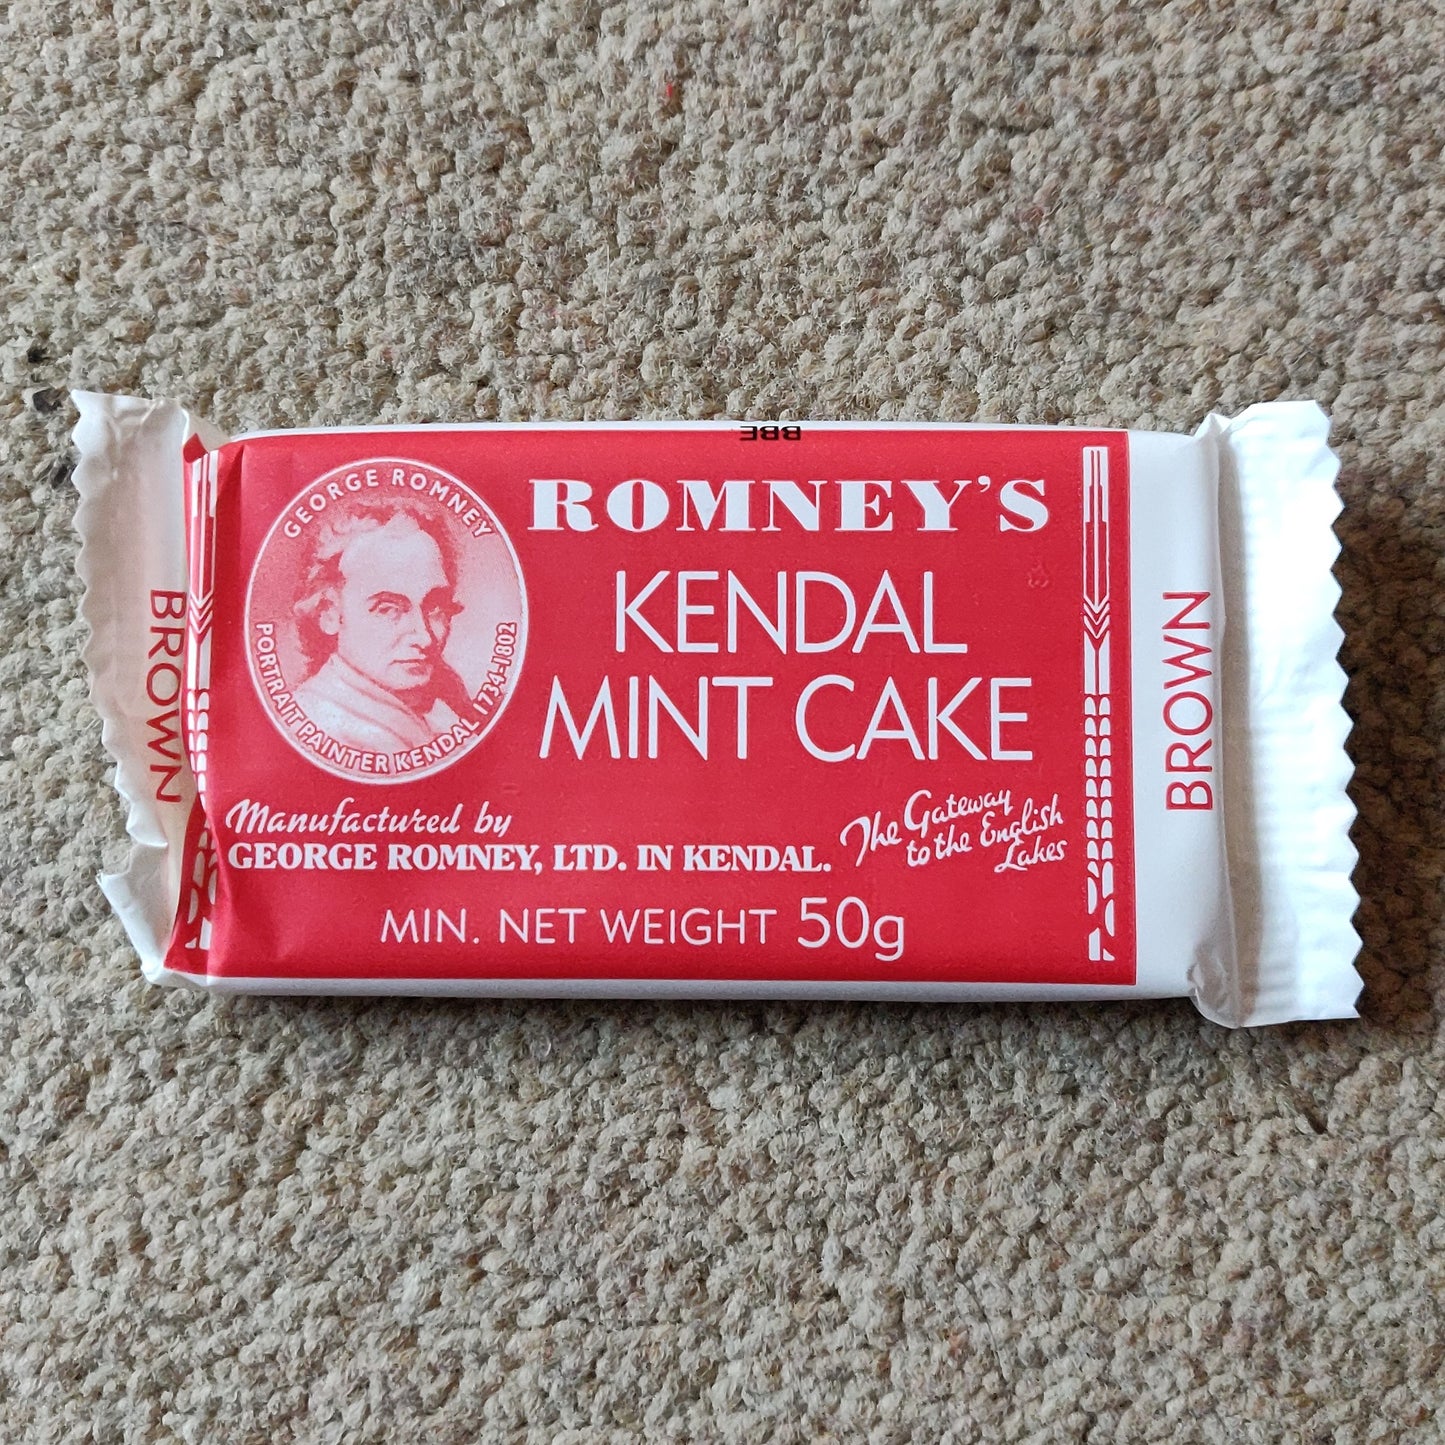 BBE
GEORGE ROMNEY
PORTRAIT PAINTER KENDAL 1734-1802
ROMNEY'S
KENDAL
MINT CAKE
Manufactured by
GEORGE ROMNEY, LTD. IN KENDAL.
The Gateway
to the English
Lakes
MIN. NET WEIGHT 50g
BROWN
BROWN